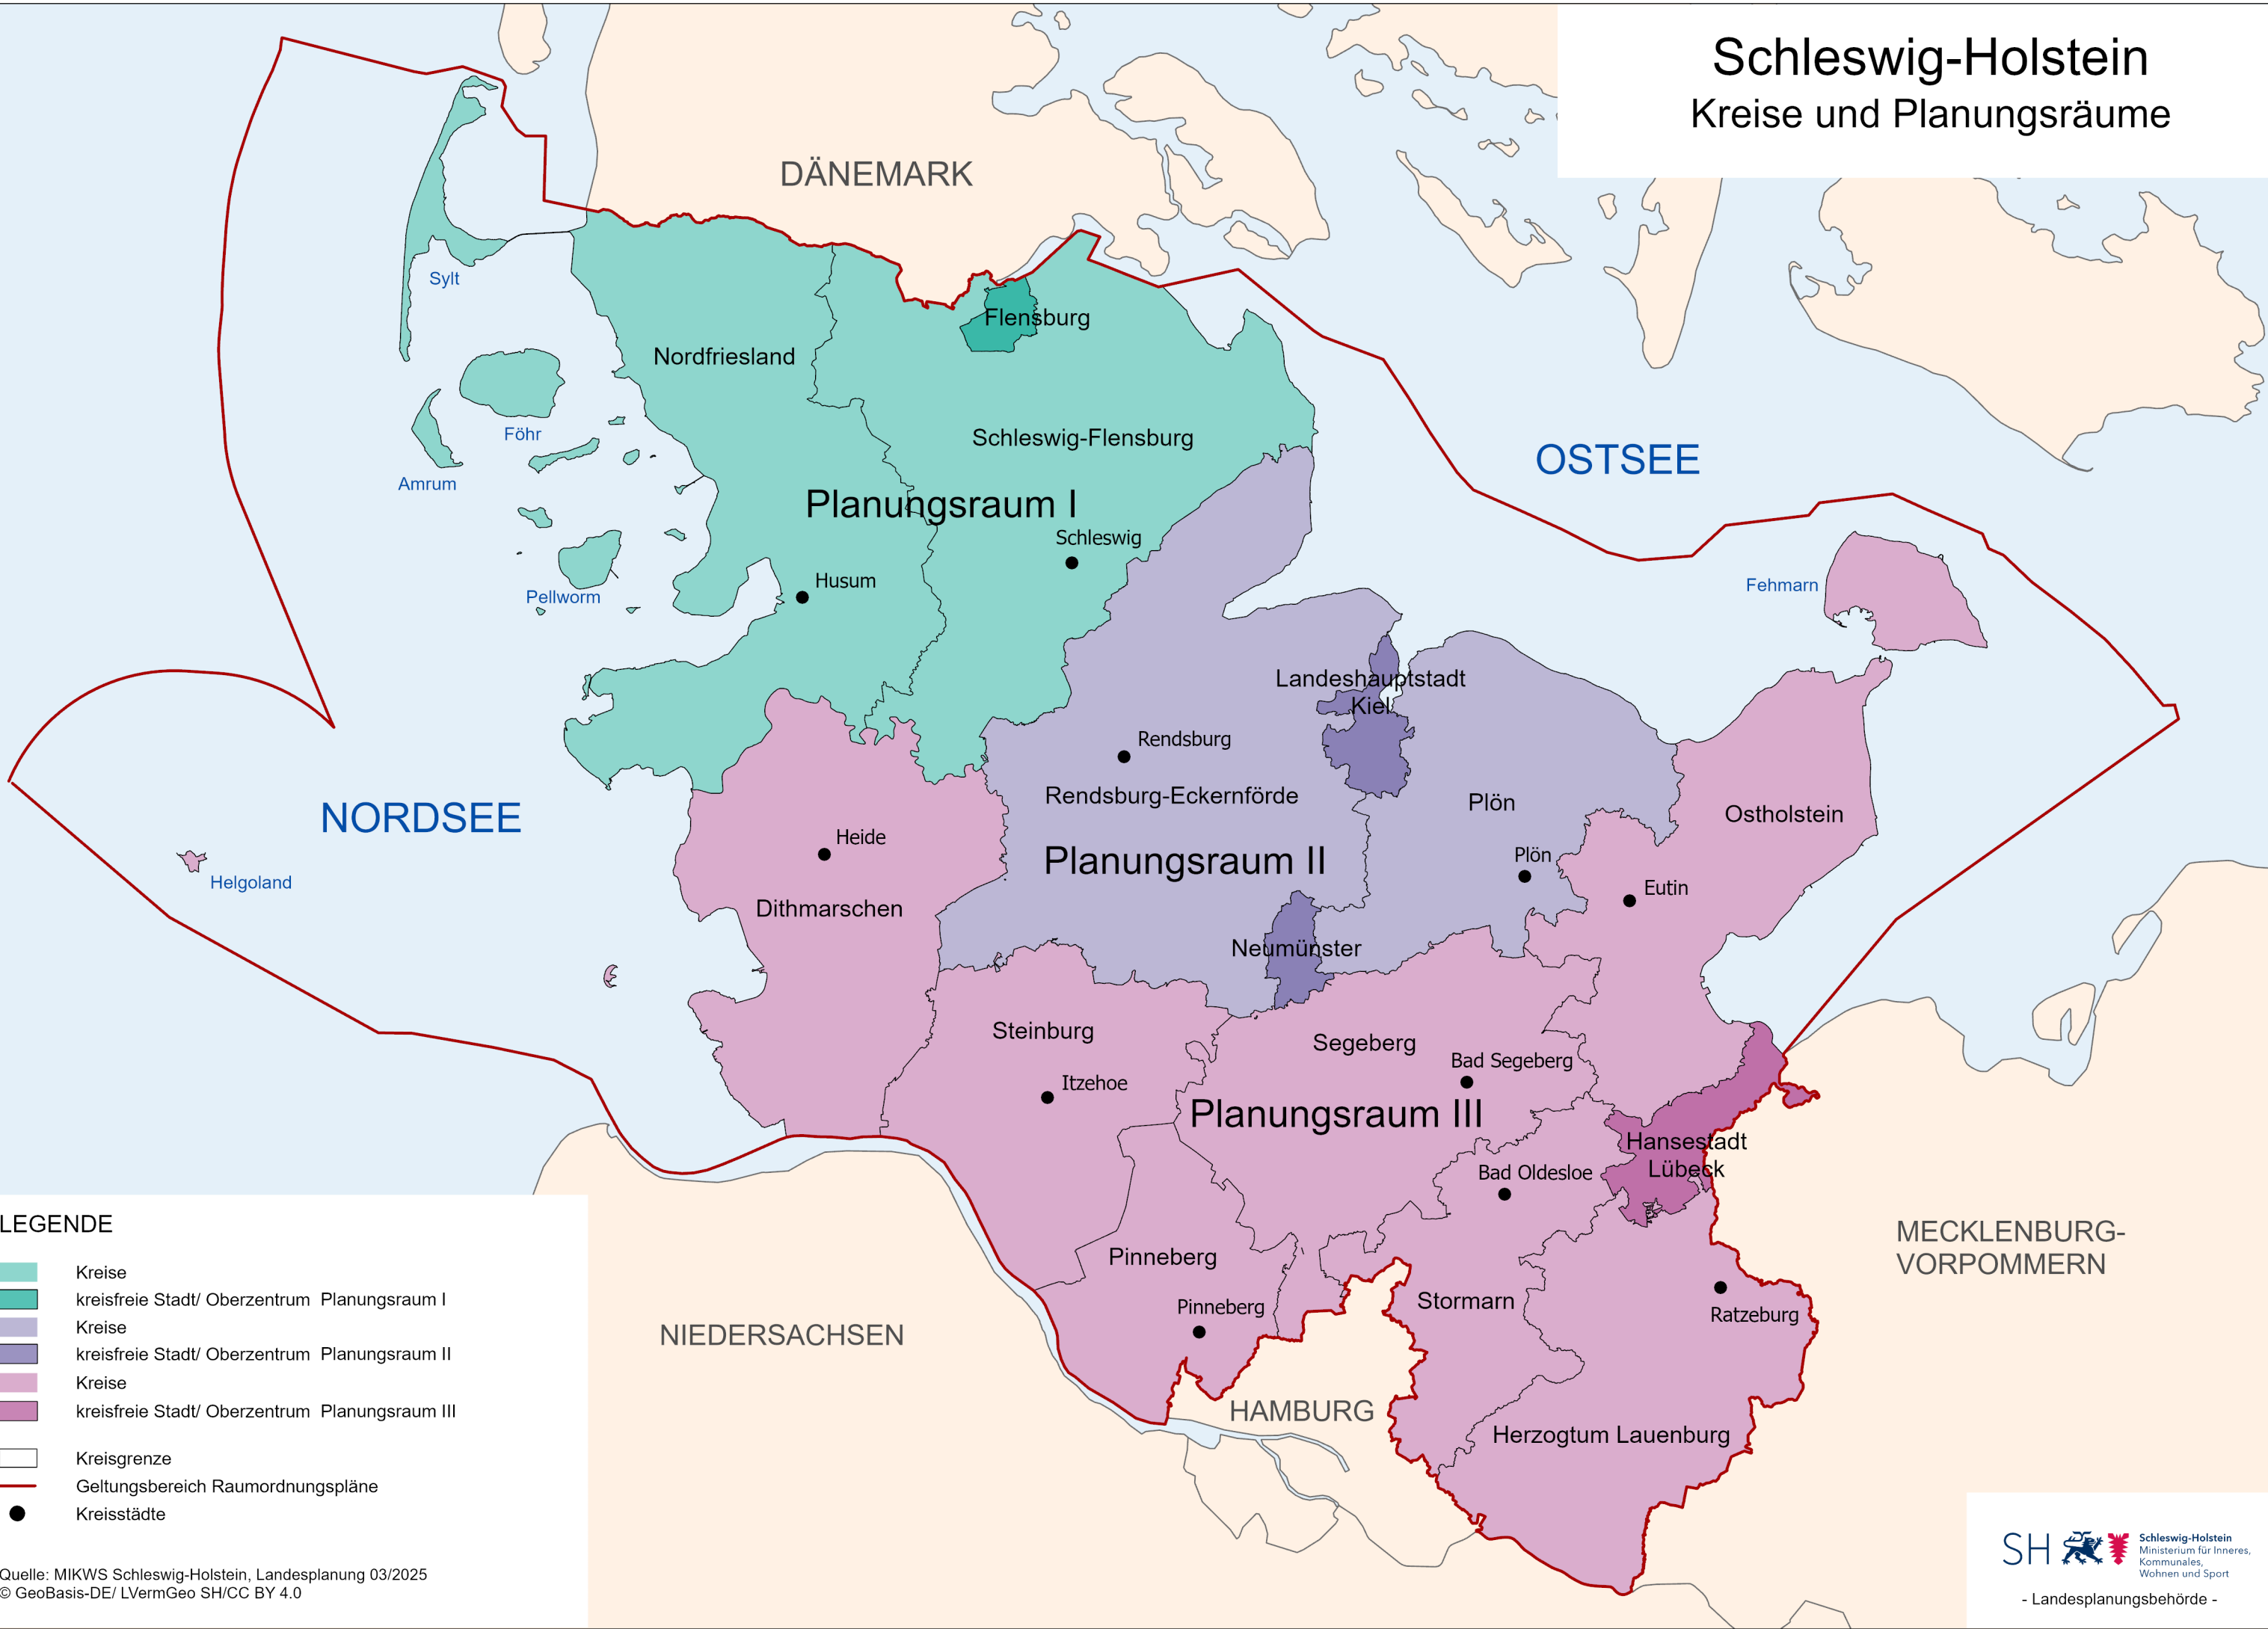 Schleswig-Holstein
Kreise und Planungsräume
DÄNEMARK
Sylt
Flensburg
Nordfriesland
Föhr
Schleswig-Flensburg
OSTSEE
Amrum
Planungsraum I
Schleswig
Husum
Fehmarn
Pellworm
Landeshauptstadt
Kiel
Rendsburg
Rendsburg-Eckernförde
Plön
Ostholstein
NORDSEE
Heide
Planungsraum II
Plön
Helgoland
Eutin
Dithmarschen
Neumünster
Steinburg
Segeberg
Bad Segeberg
Itzehoe
Planungsraum III
Hansestadt
Lübeck
Bad Oldesloe
MECKLENBURG-
VORPOMMERN
Pinneberg
Pinneberg
Stormarn
Ratzeburg
NIEDERSACHSEN
HAMBURG
Herzogtum Lauenburg
LEGENDE
Kreise
kreisfreie Stadt/ Oberzentrum Planungsraum I
Kreise
kreisfreie Stadt/ Oberzentrum Planungsraum II
Kreise
kreisfreie Stadt/ Oberzentrum Planungsraum III
Kreisgrenze
Geltungsbereich Raumordnungspläne
Kreisstädte
Quelle: MIKWS Schleswig-Holstein, Landesplanung 03/2025
© GeoBasis-DE/ LVermGeo SH/CC BY 4.0
SH
Schleswig-Holstein
Ministerium für Inneres,
Kommunales,
Wohnen und Sport
- Landesplanungsbehörde -